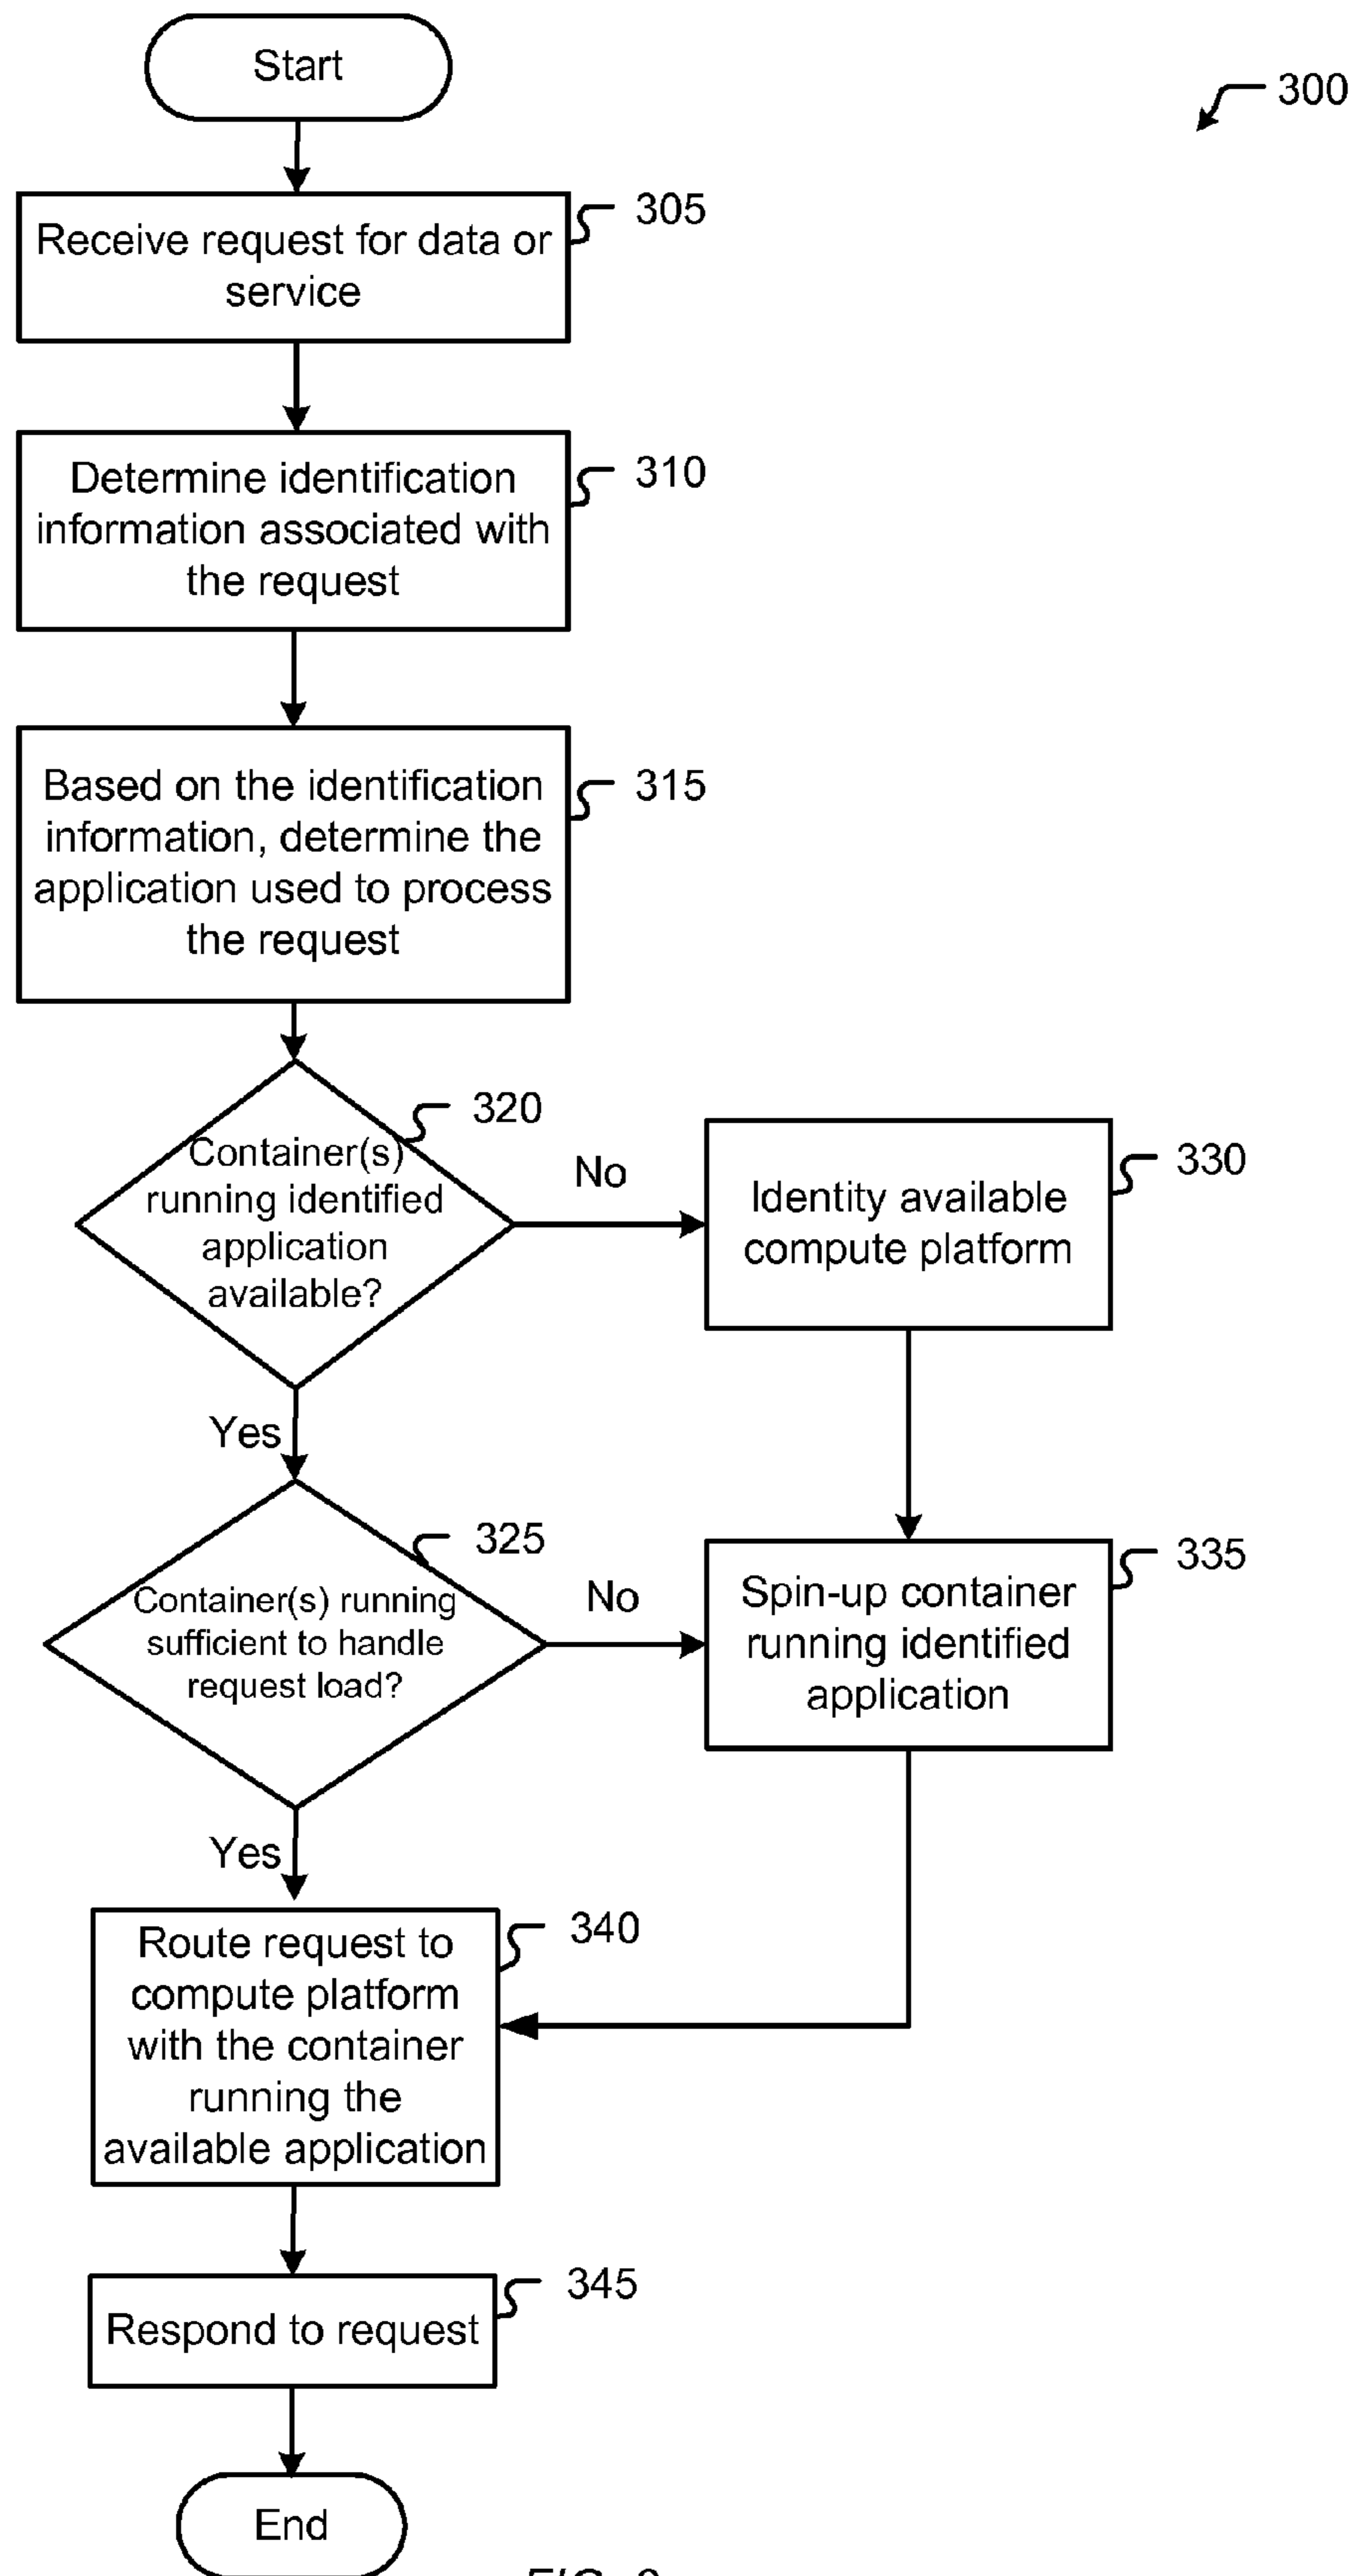 Start
300
305
Receive request for data or
service
310
Determine identification
information associated with
the request
315
Based on the identification
information, determine the
application used to process
the request
320
Container(s)
running identified
application
available?
No
330
Identity available
compute platform
Yes
325
Container(s) running
sufficient to handle
request load?
No
335
Spin-up container
running identified
application
Yes
340
Route request to
compute platform
with the container
running the
available application
345
Respond to request
End
FIG.